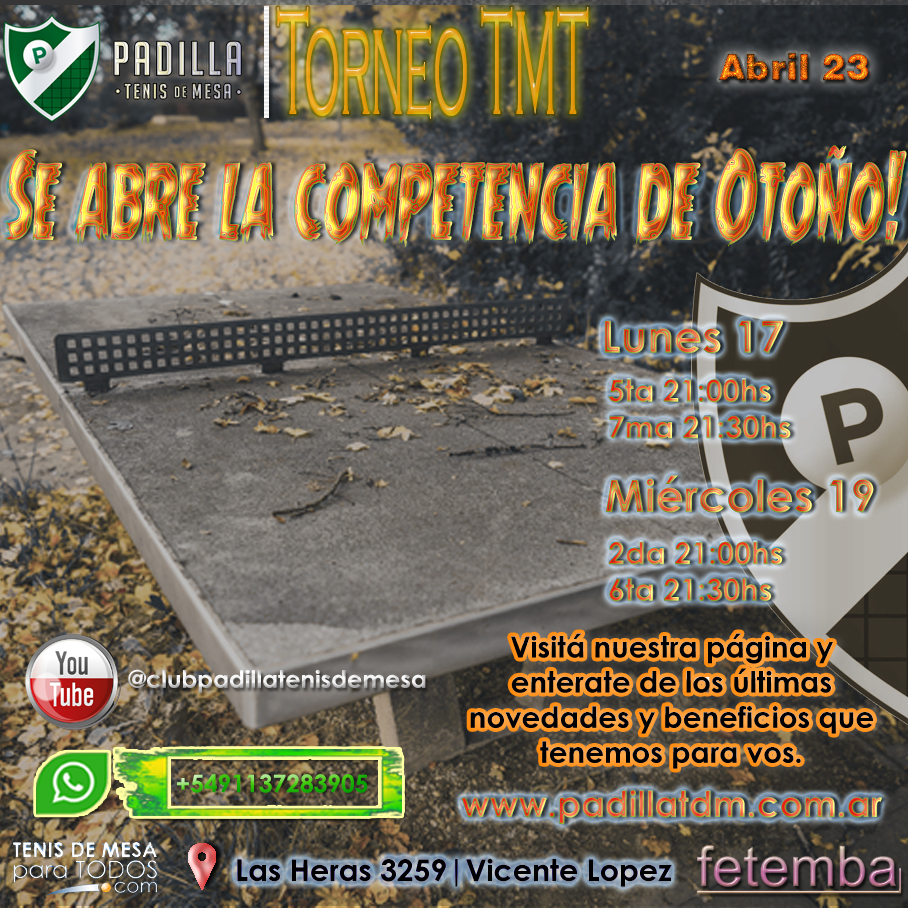 P
PADILLA
• TENIS DE MESA •
TORNEO TMT
Abril 23
SE ABRE LA COMPETENCIA DE OTOÑO!
Lunes 17
5ta 21:00hs
7ma 21:30hs
P
Miércoles 19
2da 21:00hs
6ta 21:30hs
Visitá nuestra página y
enterate de las últimas
novedades y beneficios que
tenemos para vos.
www.padillatdm.com.ar
You
Tube
@clubpadillatenisdemesa
+5491137283905
TENIS DE MESA
para TODOS
.com
Las Heras 3259|Vicente Lopez
fetemba